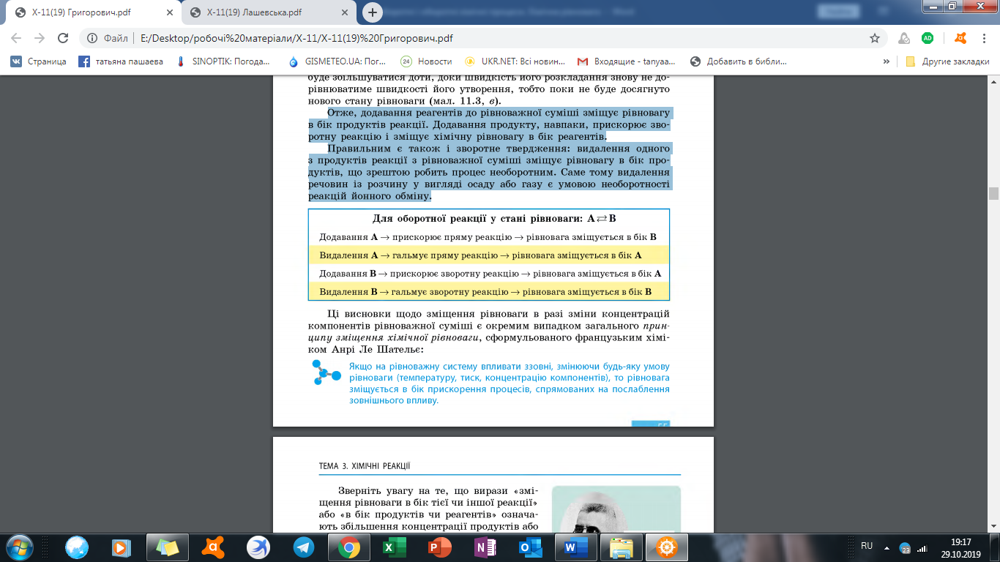 X-11(19) Григорович.pdf
X-11(19) Лашевська.pdf
Файл
E:/Desktop/робочі%20матеріали/X-11/X-11(19)%20Григорович.pdf
AD
Страница
татьяна пашаева
SINOPTIK: Погода...
GISMETEO.UA: Пог...
24 Новости
UKR.NET: Всі новин...
Входящие - tanyaa...
Добавить в библи...
»
Другие закладки
буде збільшуватися доти, доки швидкість його розкладання знову не до-
рівнюватиме швидкості його утворення, тобто поки не буде досягнуто
нового стану рівноваги (мал. 11.3, в).
Отже, додавання реагентів до рівноважної суміші зміщує рівновагу
в бік продуктів реакції. Додавання продукту, навпаки, прискорює зво-
ротну реакцію і зміщує хімічну рівновагу в бік реагентів.
Правильним є також і зворотне твердження: видалення одного
з продуктів реакції з рівноважної суміші зміщує рівновагу в бік про-
дуктів, що зрештою робить процес необоротним. Саме тому видалення
речовин із розчину у вигляді осаду або газу є умовою необоротності
реакцій йонного обміну.
Для оборотної реакції у стані рівноваги: A ⇄ B
Додавання A → прискорює пряму реакцію → рівновага зміщується в бік B
Видалення A → гальмує пряму реакцію → рівновага зміщується в бік A
Додавання B → прискорює зворотну реакцію → рівновага зміщується в бік A
Видалення B → гальмує зворотну реакцію → рівновага зміщується в бік B
Ці висновки щодо зміщення рівноваги в разі зміни концентрацій
компонентів рівноважної суміші є окремим випадком загального прин-
ципу зміщення хімічної рівноваги, сформульованого французьким хімі-
ком Анрі Ле Шательє:
Якщо на рівноважну систему впливати ззовні, змінюючи будь-яку умову
рівноваги (температуру, тиск, концентрацію компонентів), то рівновага
зміщується в бік прискорення процесів, спрямованих на послаблення
зовнішнього впливу.
ТЕМА 3. ХІМІЧНІ РЕАКЦІЇ
Зверніть увагу на те, що вирази «змі-
щення рівноваги в бік тієї чи іншої реакції»
або «в бік продуктів чи реагентів» означа-
ють збільшення концентрації продуктів або
RU
23
19:17
29.10.2019